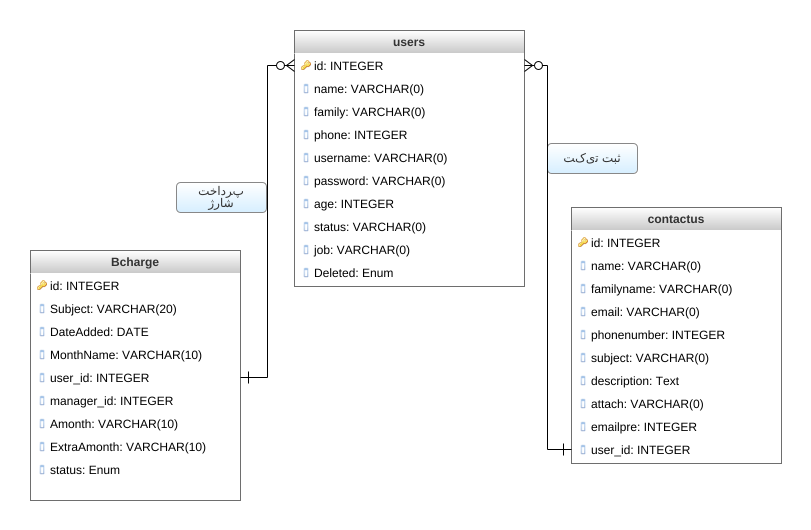 users
id: INTEGER
name: VARCHAR(0)
family: VARCHAR(0)
phone: INTEGER
username: VARCHAR(0)
password: VARCHAR(0)
age: INTEGER
status: VARCHAR(0)
job: VARCHAR(0)
Deleted: Enum
ثبت تیکت
پرداخت
شارژ
contactus
id: INTEGER
name: VARCHAR(0)
familyname: VARCHAR(0)
email: VARCHAR(0)
phonenumber: INTEGER
subject: VARCHAR(0)
description: Text
attach: VARCHAR(0)
emailpre: INTEGER
user_id: INTEGER
Bcharge
id: INTEGER
Subject: VARCHAR(20)
DateAdded: DATE
MonthName: VARCHAR(10)
user_id: INTEGER
manager_id: INTEGER
Amonth: VARCHAR(10)
ExtraAmonth: VARCHAR(10)
status: Enum